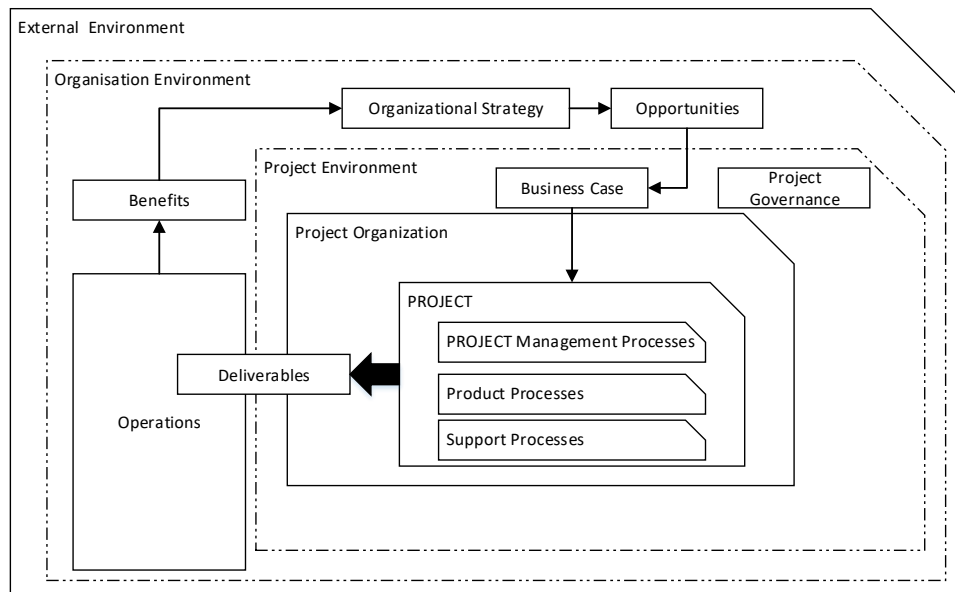 External Environment
Organisation Environment
Organizational Strategy
Opportunities
Project Environment
Business Case
Project
Governance
Benefits
Project Organization
PROJECT
PROJECT Management Processes
Deliverables
Product Processes
Operations
Support Processes